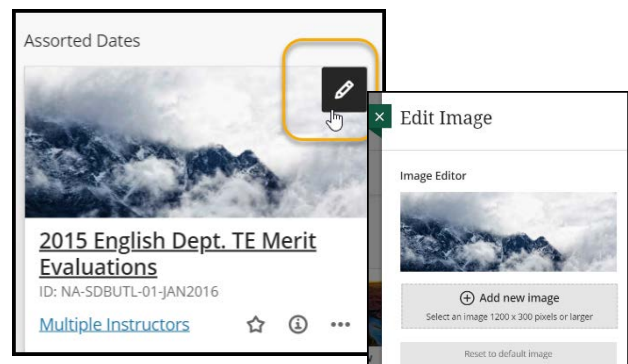 Assorted Dates
2015 English Dept. TE Merit
Evaluations
ID: NA-SDBUTL-01-JAN2016
Multiple Instructors
Edit Image
Image Editor
Add new image
Select an image 1200 x 300 pixels or larger
Reset to default image